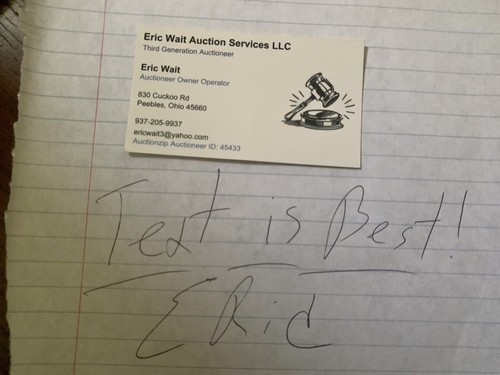 Eric Wait Auction Services LLC
Third Generation Auctioneer
Eric Wait
Auctioneer Owner Operator
830 Cuckoo Rd
Peebles, Ohio 45660
937-205-9937
ericwait3@yahoo.com
Auctionzip Auctioneer ID: 45433
Text is Best!
ERic